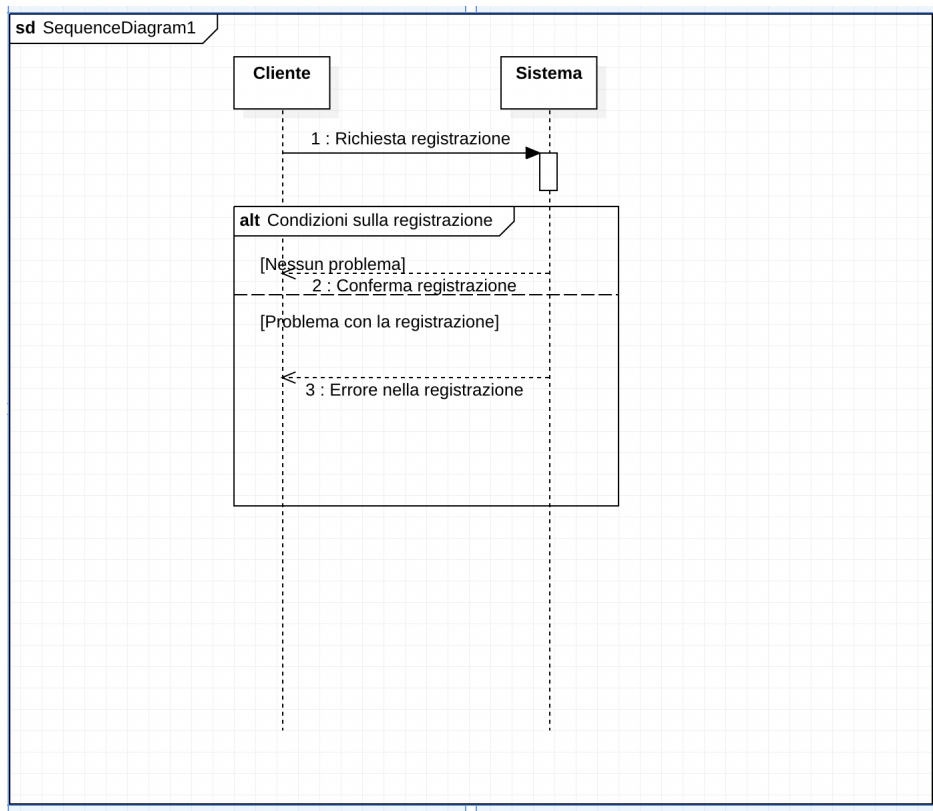 sd SequenceDiagram1
Cliente
Sistema
1 : Richiesta registrazione
alt Condizioni sulla registrazione
[Nessun problema]
2 : Conferma registrazione
[Problema con la registrazione]
3 : Errore nella registrazione